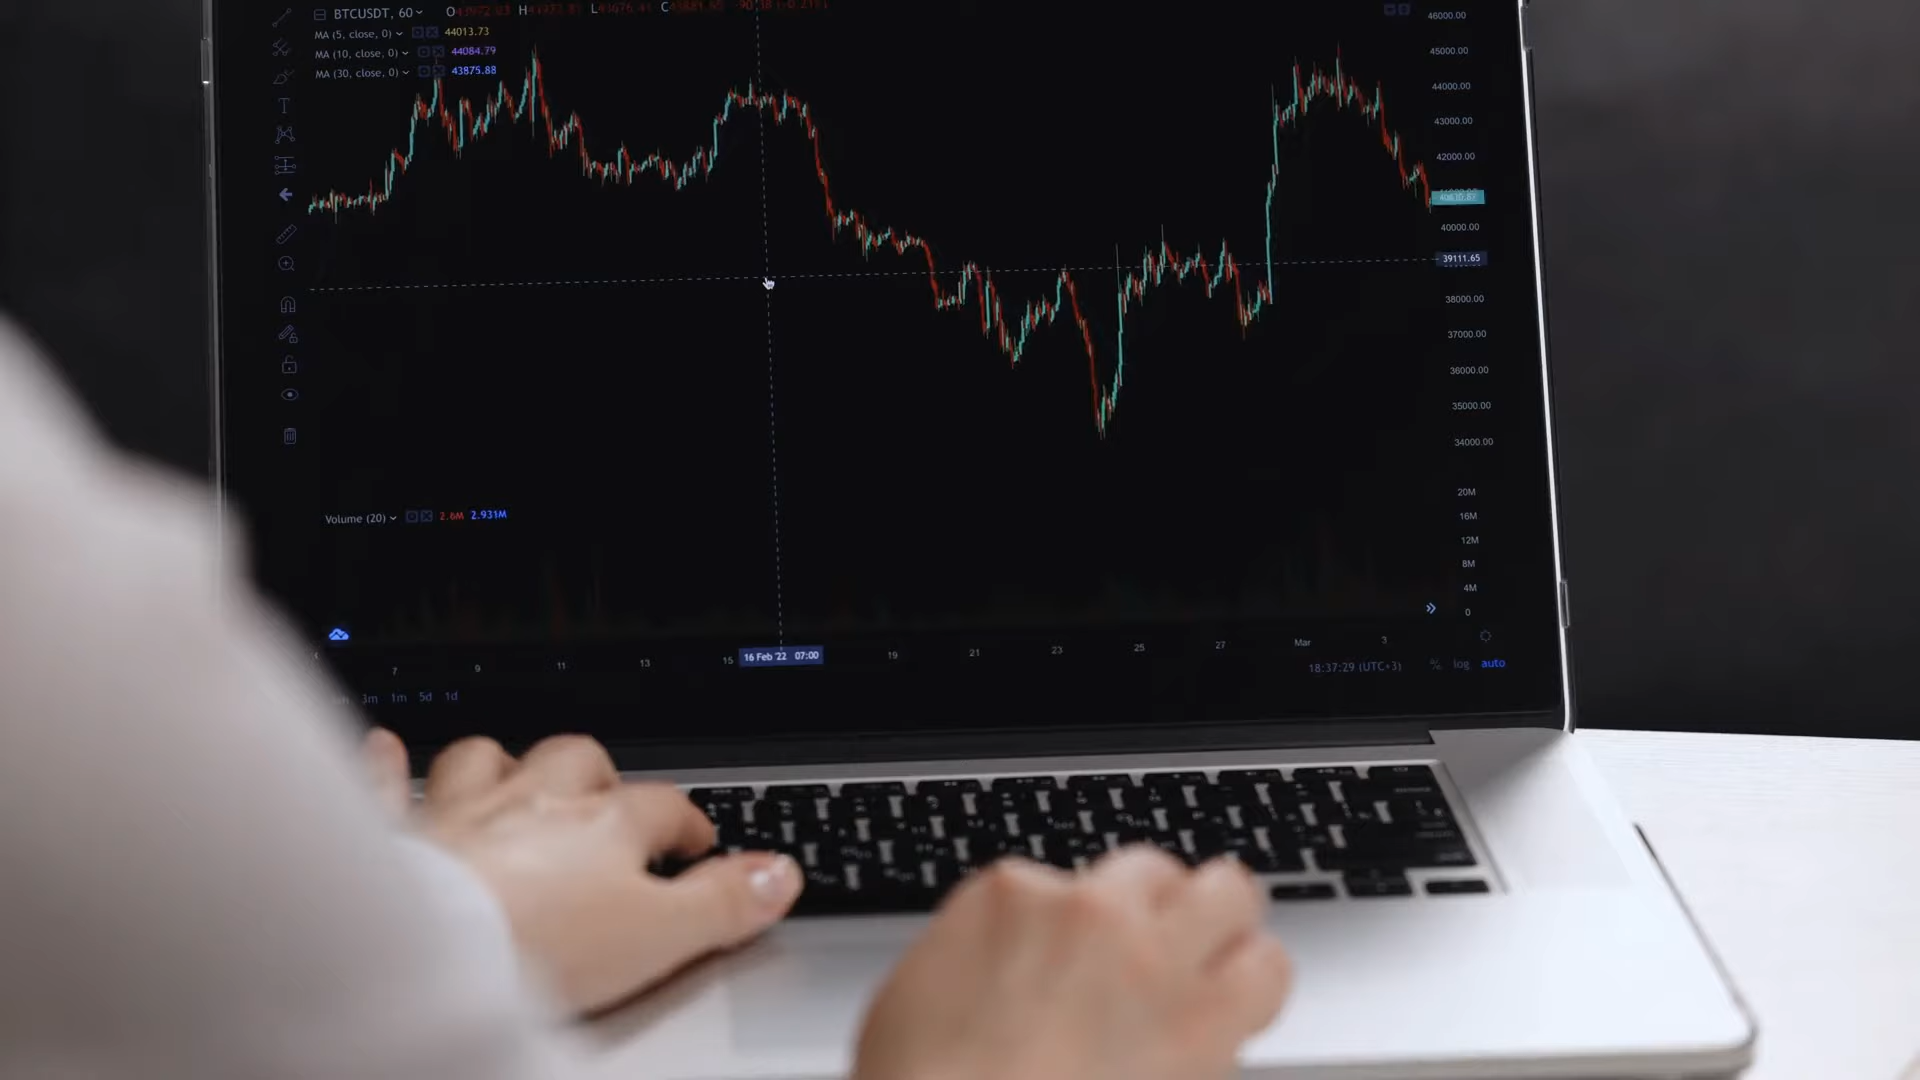 BTCUSDT, 60
MA (5, close, 0) 44013.73
MA (10, close, 0) 44084.79
MA (30, close, 0) 43875.88
46000.00
45000.00
44000.00
43000.00
42000.00
40000.00
39111.65
38000.00
37000.00
36000.00
35000.00
34000.00
Volume (20) 2.6M 2.931M
20M
16M
12M
8M
4M
0
7 9 11 13 15 16 Feb '22 07:00 19 21 23 25 27 Mar 3
3m 1m 5d 1d
18:37:29 (UTC+3) % log auto